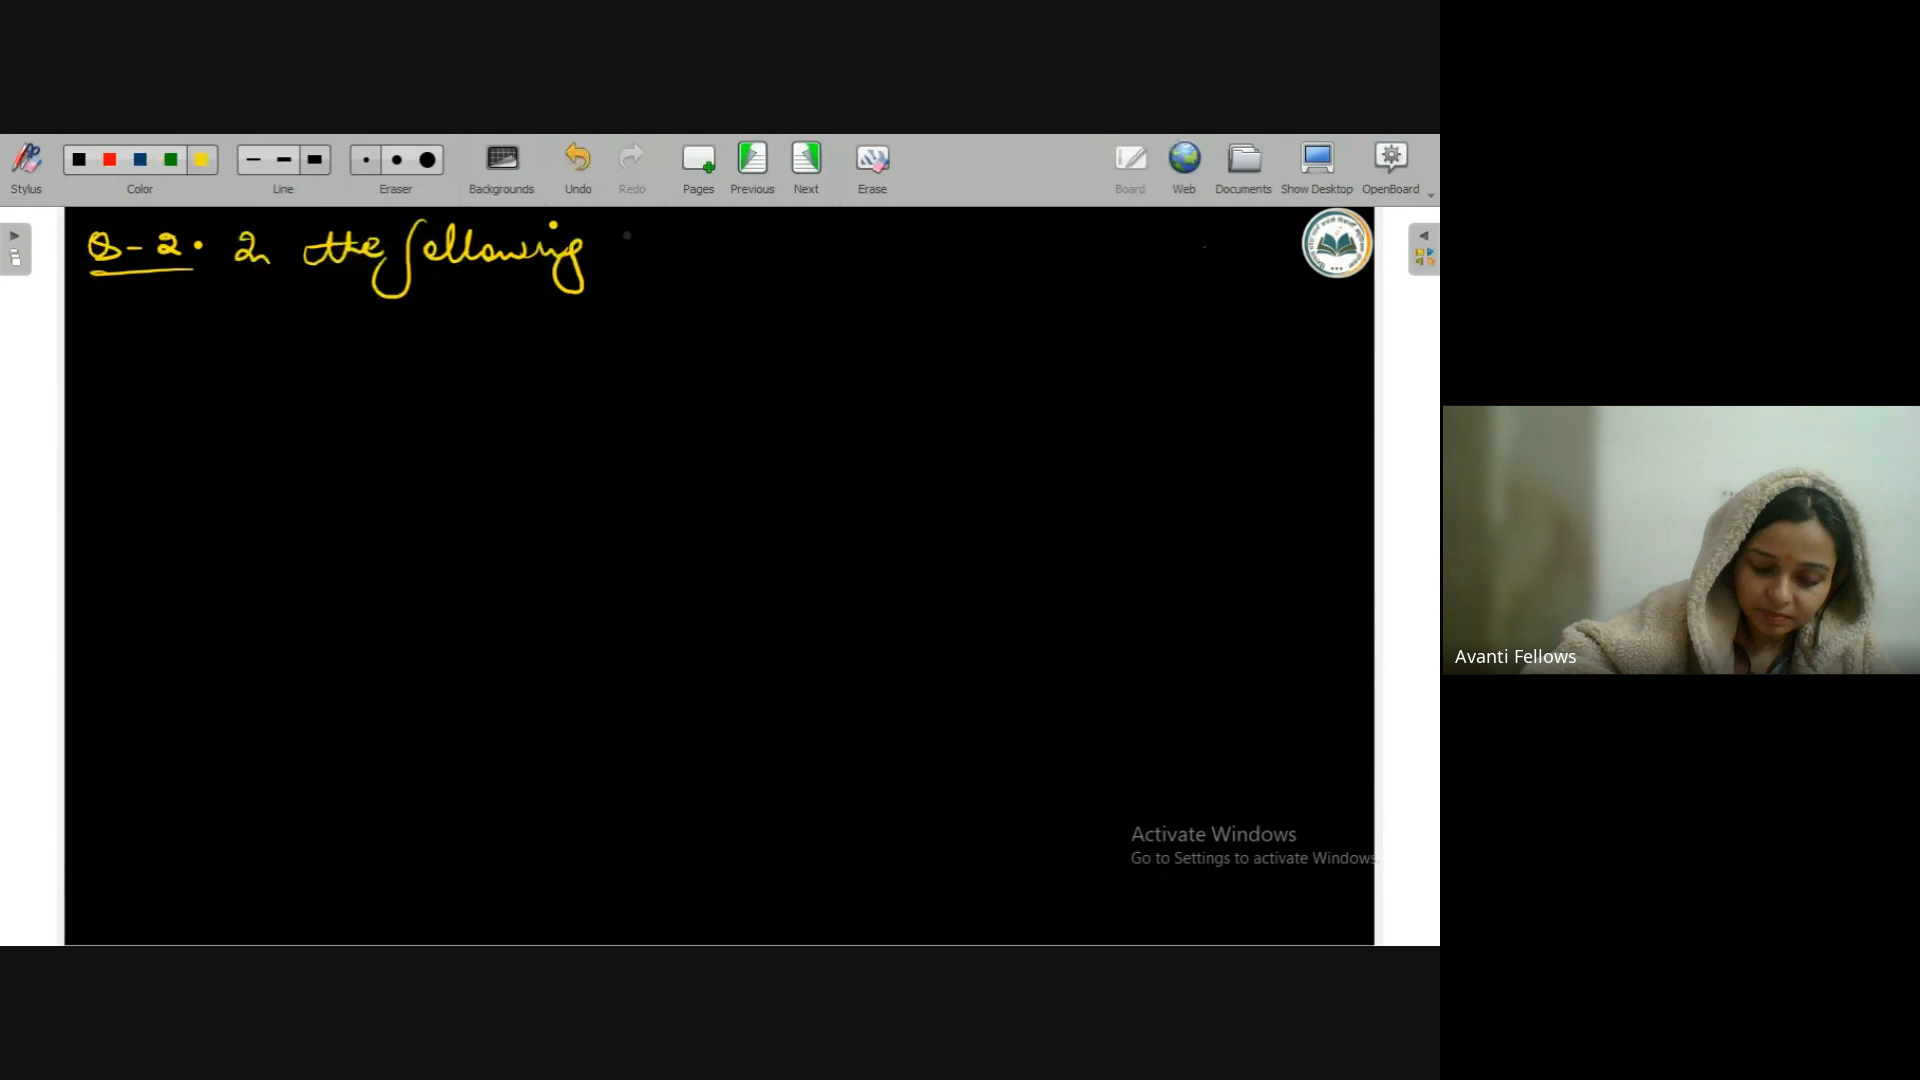 Stylus Color Line Eraser Backgrounds Undo Redo Pages Previous Next Erase Board Web Documents Show Desktop OpenBoard
Q-2. In the following
Avanti Fellows
Activate Windows
Go to Settings to activate Windows.